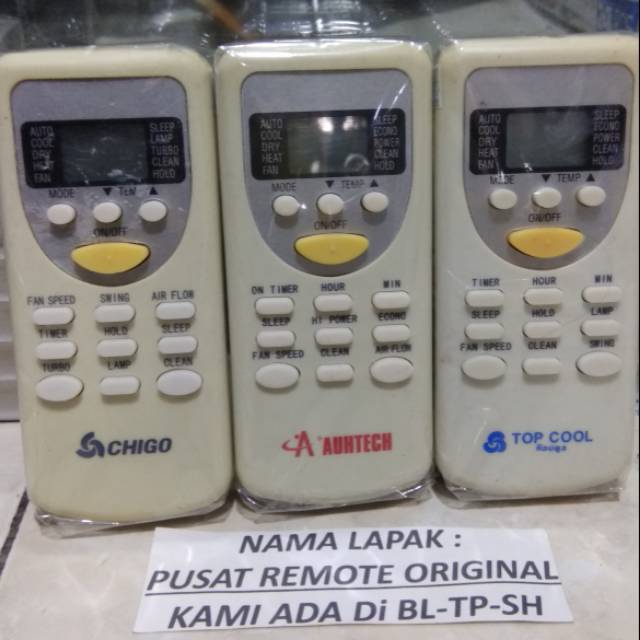 AUTO SLEEP
COOL LAMP
DRY TURBO
HEAT CLEAN
FAN HOLD
MODE ▼ TEM ▲
ON/OFF
FAN SPEED SWING AIR FLOW
TIMER HOLD SLEEP
TURBO LAMP CLEAN
CHIGO
AUTO SLEEP
COOL ECONO
DRY POWER
HEAT CLEAN
FAN HOLD
MODE ▼ TEMP ▲
ON/OFF
ON TIMER HOUR MIN
SLEEP HI POWER ECONO
FAN SPEED CLEAN AIR FLOW
A AUHTECH
AUTO SLEEP
COOL ECONO
DRY POWER
HEAT CLEAN
FAN HOLD
MODE ▼ TEMP ▲
ON/OFF
TIMER HOUR MIN
SLEEP HOLD LAMP
FAN SPEED CLEAN SWING
TOP COOL
NAMA LAPAK :
PUSAT REMOTE ORIGINAL
KAMI ADA Di BL-TP-SH